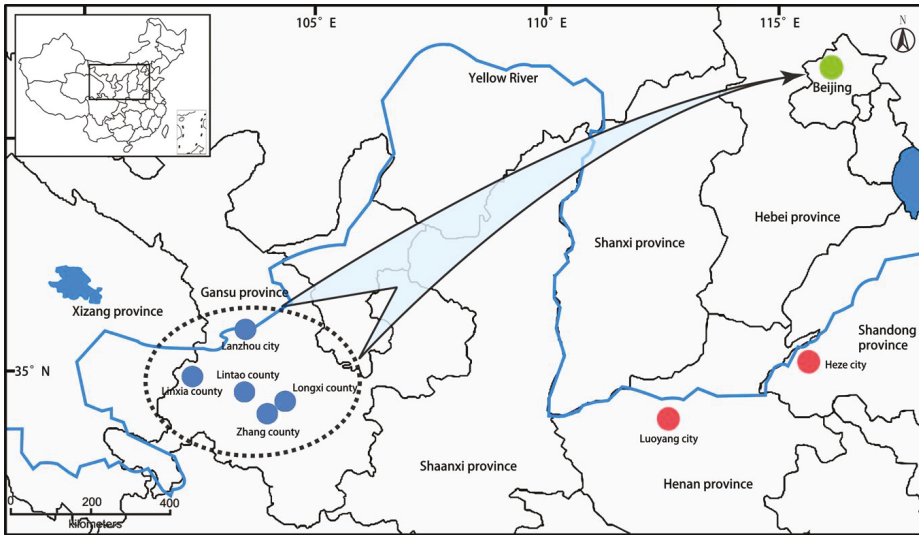 105° E
110° E
115° E
N
Yellow River
Beijing
Hebei province
Shanxi province
Gansu province
Xizang province
Lanzhou city
Shandong
province
35° N
Lintao county
Linxia county
Longxi county
Heze city
Zhang county
Luoyang city
Shaanxi province
Henan province
0 200 400
kilometers